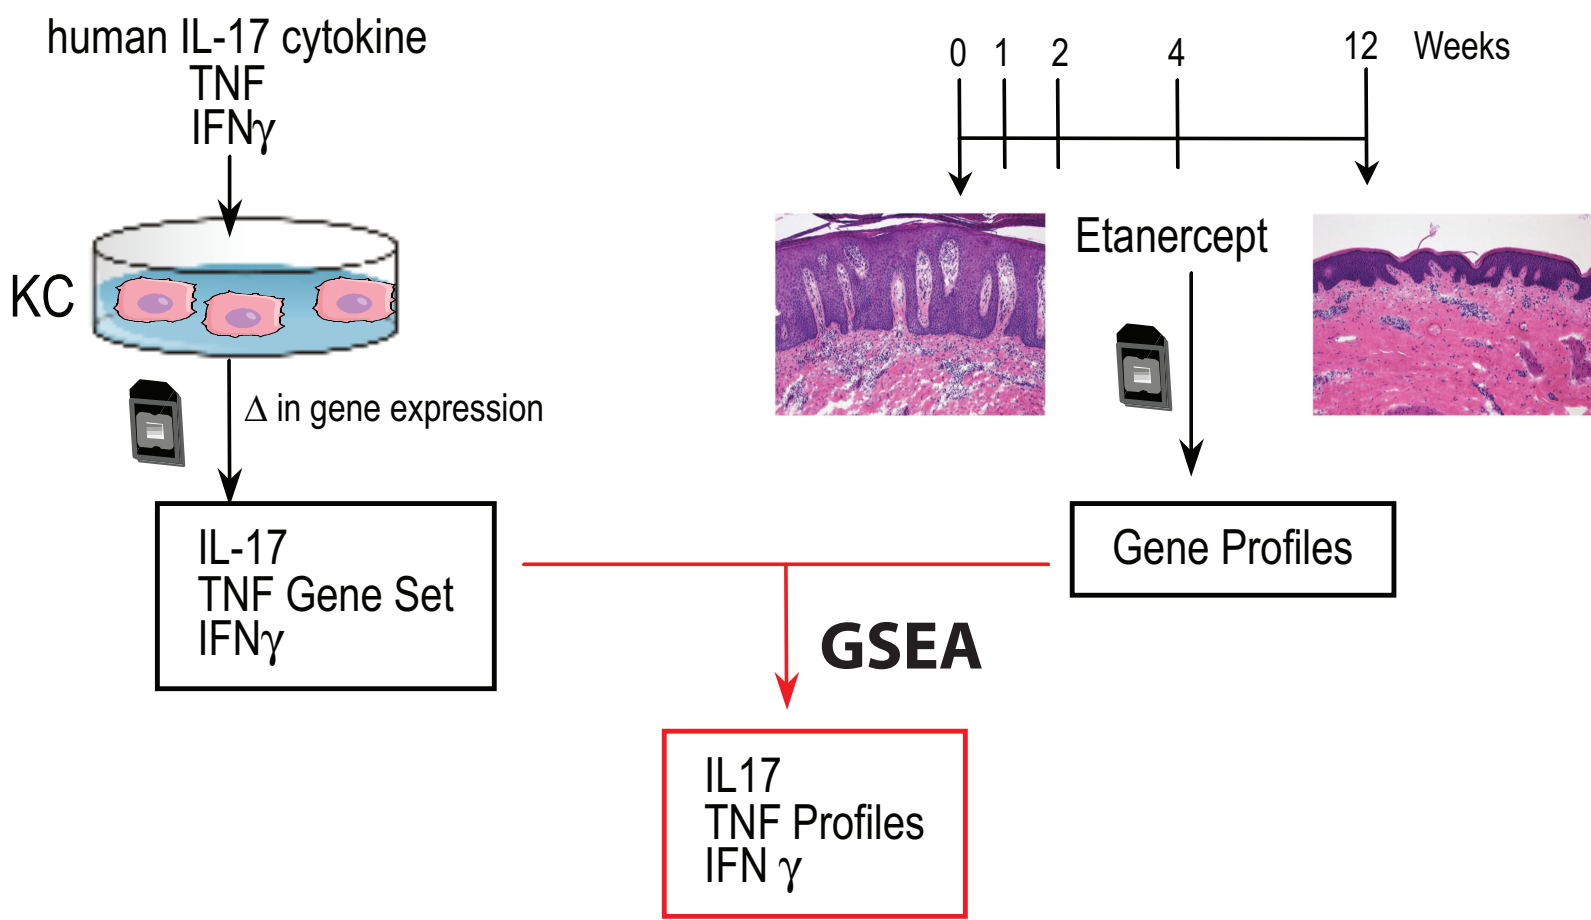 human IL-17 cytokine
TNF
IFNγ
KC
Δ in gene expression
IL-17
TNF Gene Set
IFNγ
0 1 2 4 12 Weeks
Etanercept
Gene Profiles
GSEA
IL17
TNF Profiles
IFN γ